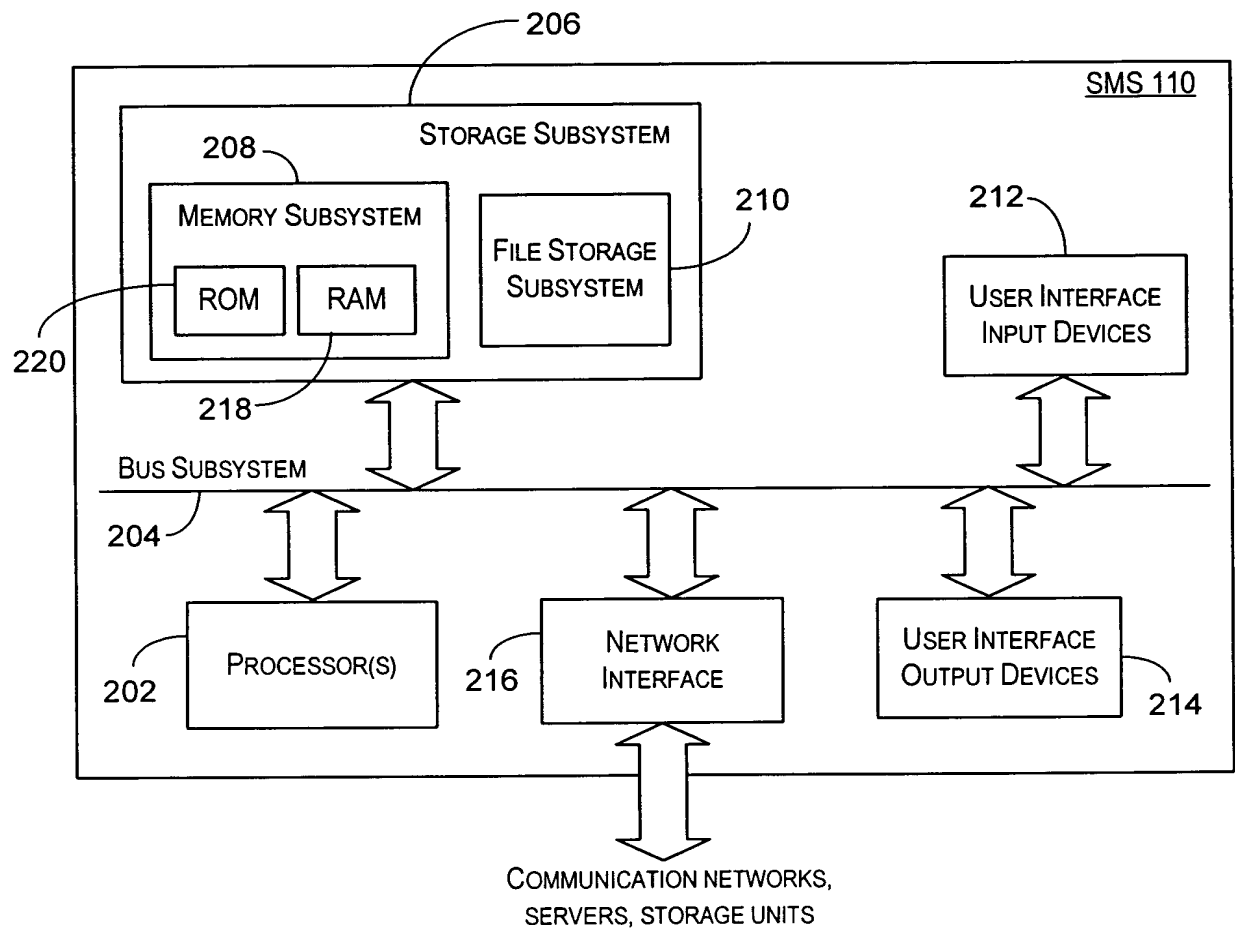 206
SMS 110
STORAGE SUBSYSTEM
208
MEMORY SUBSYSTEM
210
212
FILE STORAGE
SUBSYSTEM
ROM
RAM
USER INTERFACE
INPUT DEVICES
220
218
BUS SUBSYSTEM
204
PROCESSOR(S)
202
NETWORK
INTERFACE
216
USER INTERFACE
OUTPUT DEVICES
214
COMMUNICATION NETWORKS,
SERVERS, STORAGE UNITS